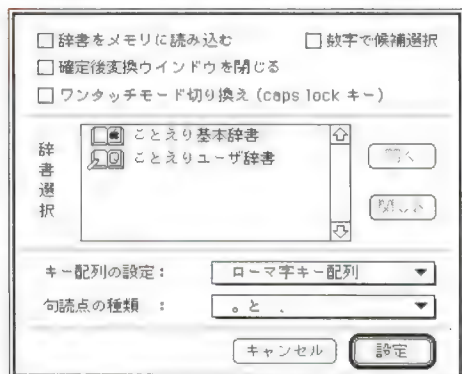 辞書をメモリに読み込む 数字で候補選択
確定後変換ウインドウを閉じる
ワンタッチモード切り換え (caps lock キー)
辞書選択
ことえり基本辞書
ことえりユーザ辞書
キー配列の設定： ローマ字キー配列
句読点の種類 ： 。と 、
キャンセル 設定